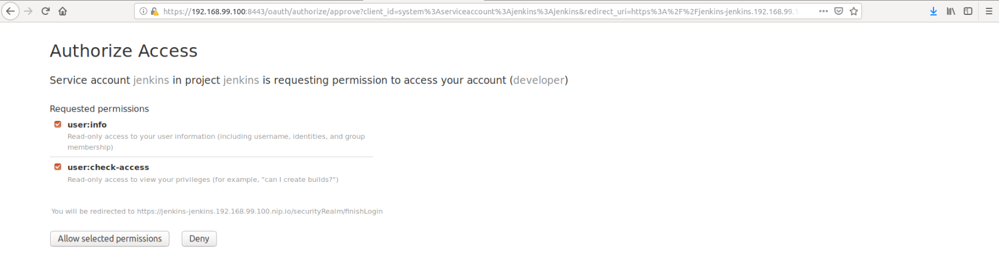 https://192.168.99.100:8443/oauth/authorize/approve?client_id=system%3Aserviceaccount%3Ajenkins%3Ajenkins&redirect_uri=https%3A%2F%2Fjenkins-jenkins.192.168.99.1
Authorize Access
Service account jenkins in project jenkins is requesting permission to access your account (developer)
Requested permissions
user:info
Read-only access to your user information (including username, identities, and group
membership)
user:check-access
Read-only access to view your privileges (for example, "can I create builds?")
You will be redirected to https://jenkins-jenkins.192.168.99.100.nip.io/securityRealm/finishLogin
Allow selected permissions Deny